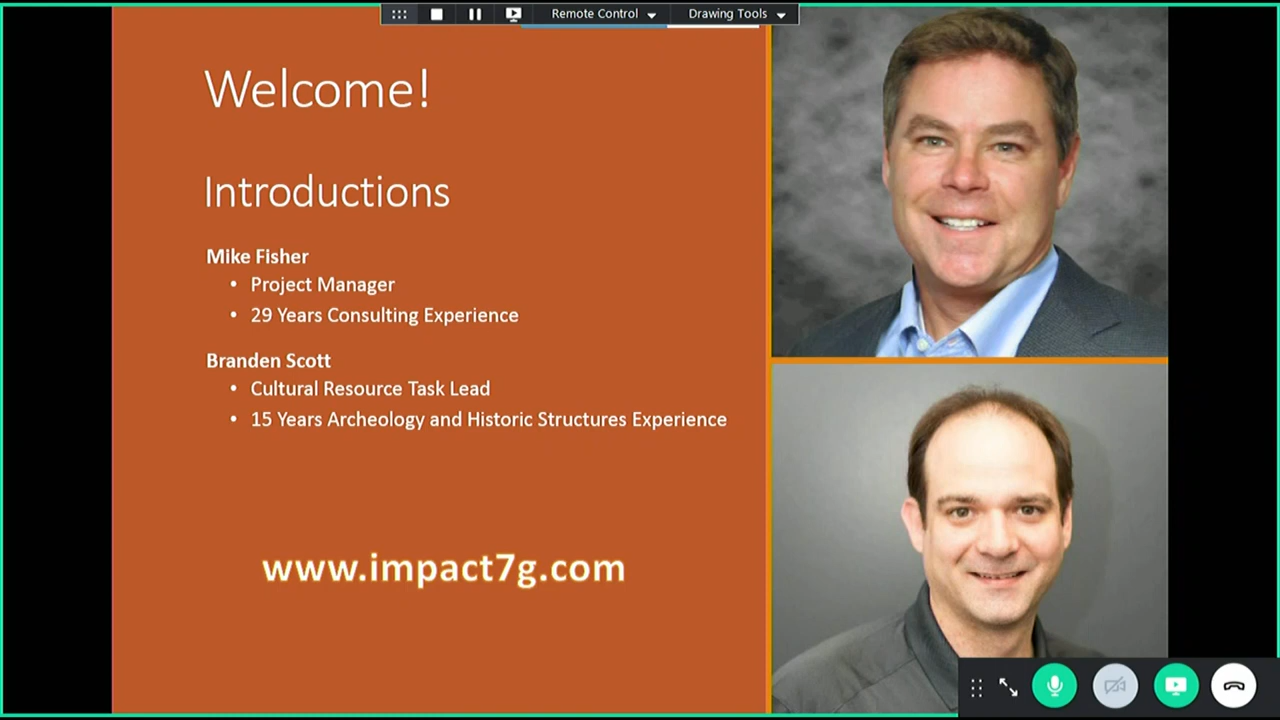 Remote Control
Drawing Tools
Welcome!
Introductions
Mike Fisher
• Project Manager
• 29 Years Consulting Experience
Branden Scott
• Cultural Resource Task Lead
• 15 Years Archeology and Historic Structures Experience
www.impact7g.com